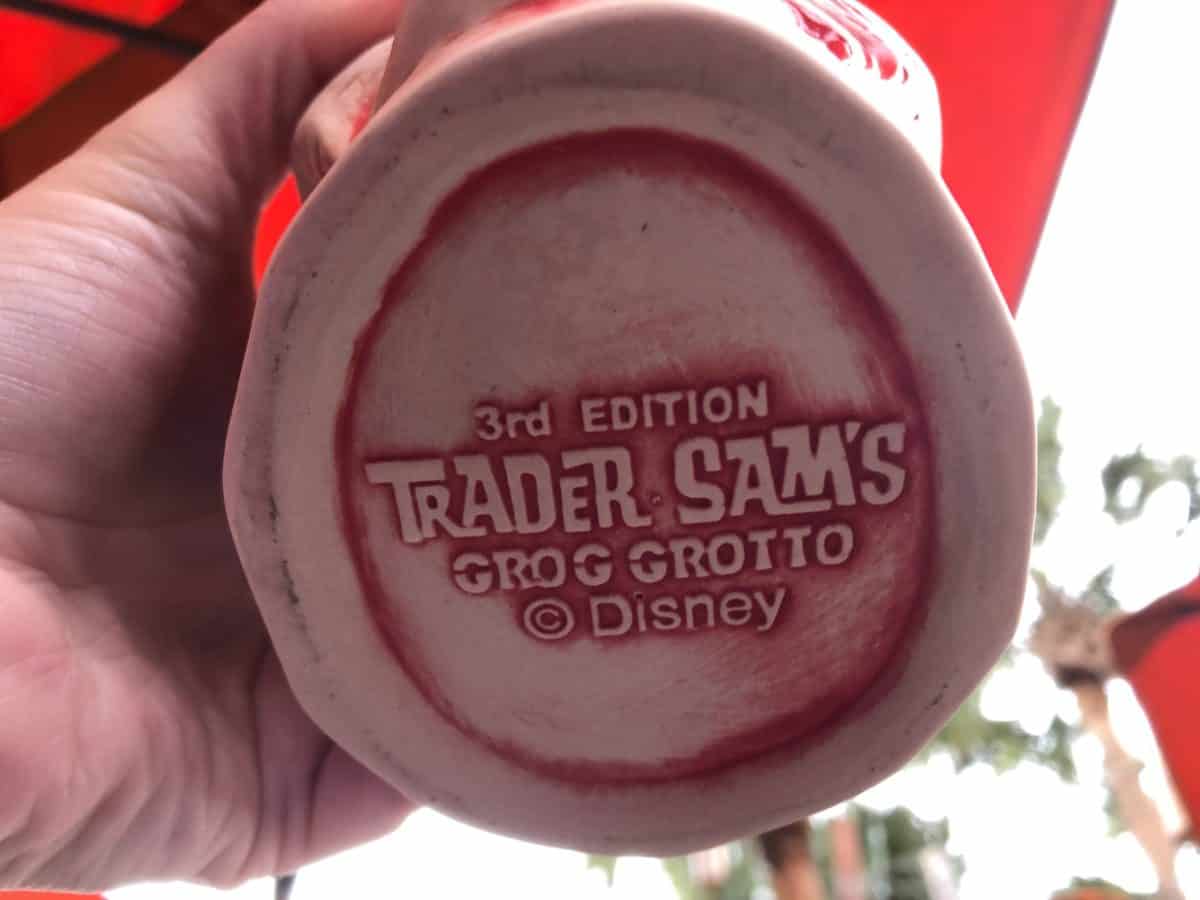 3rd EDITION
TRADER SAM'S
GROG GROTTO
© Disney